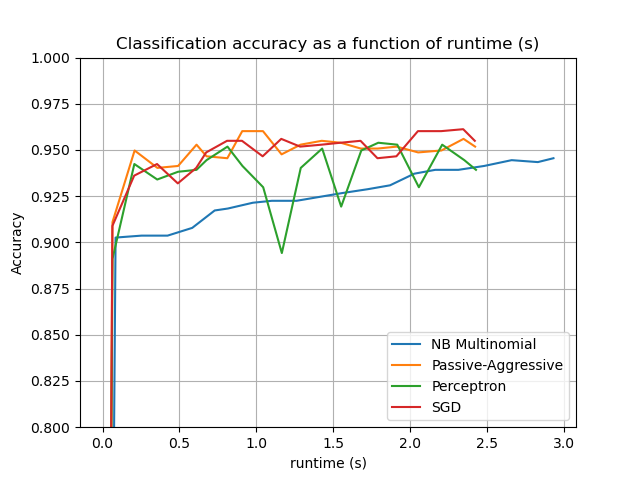 Classification accuracy as a function of runtime (s)
1.000
0.975
0.950
0.925
0.900
0.875
0.850
0.825
0.800
Accuracy
NB Multinomial
Passive-Aggressive
Perceptron
SGD
0.0 0.5 1.0 1.5 2.0 2.5 3.0
runtime (s)